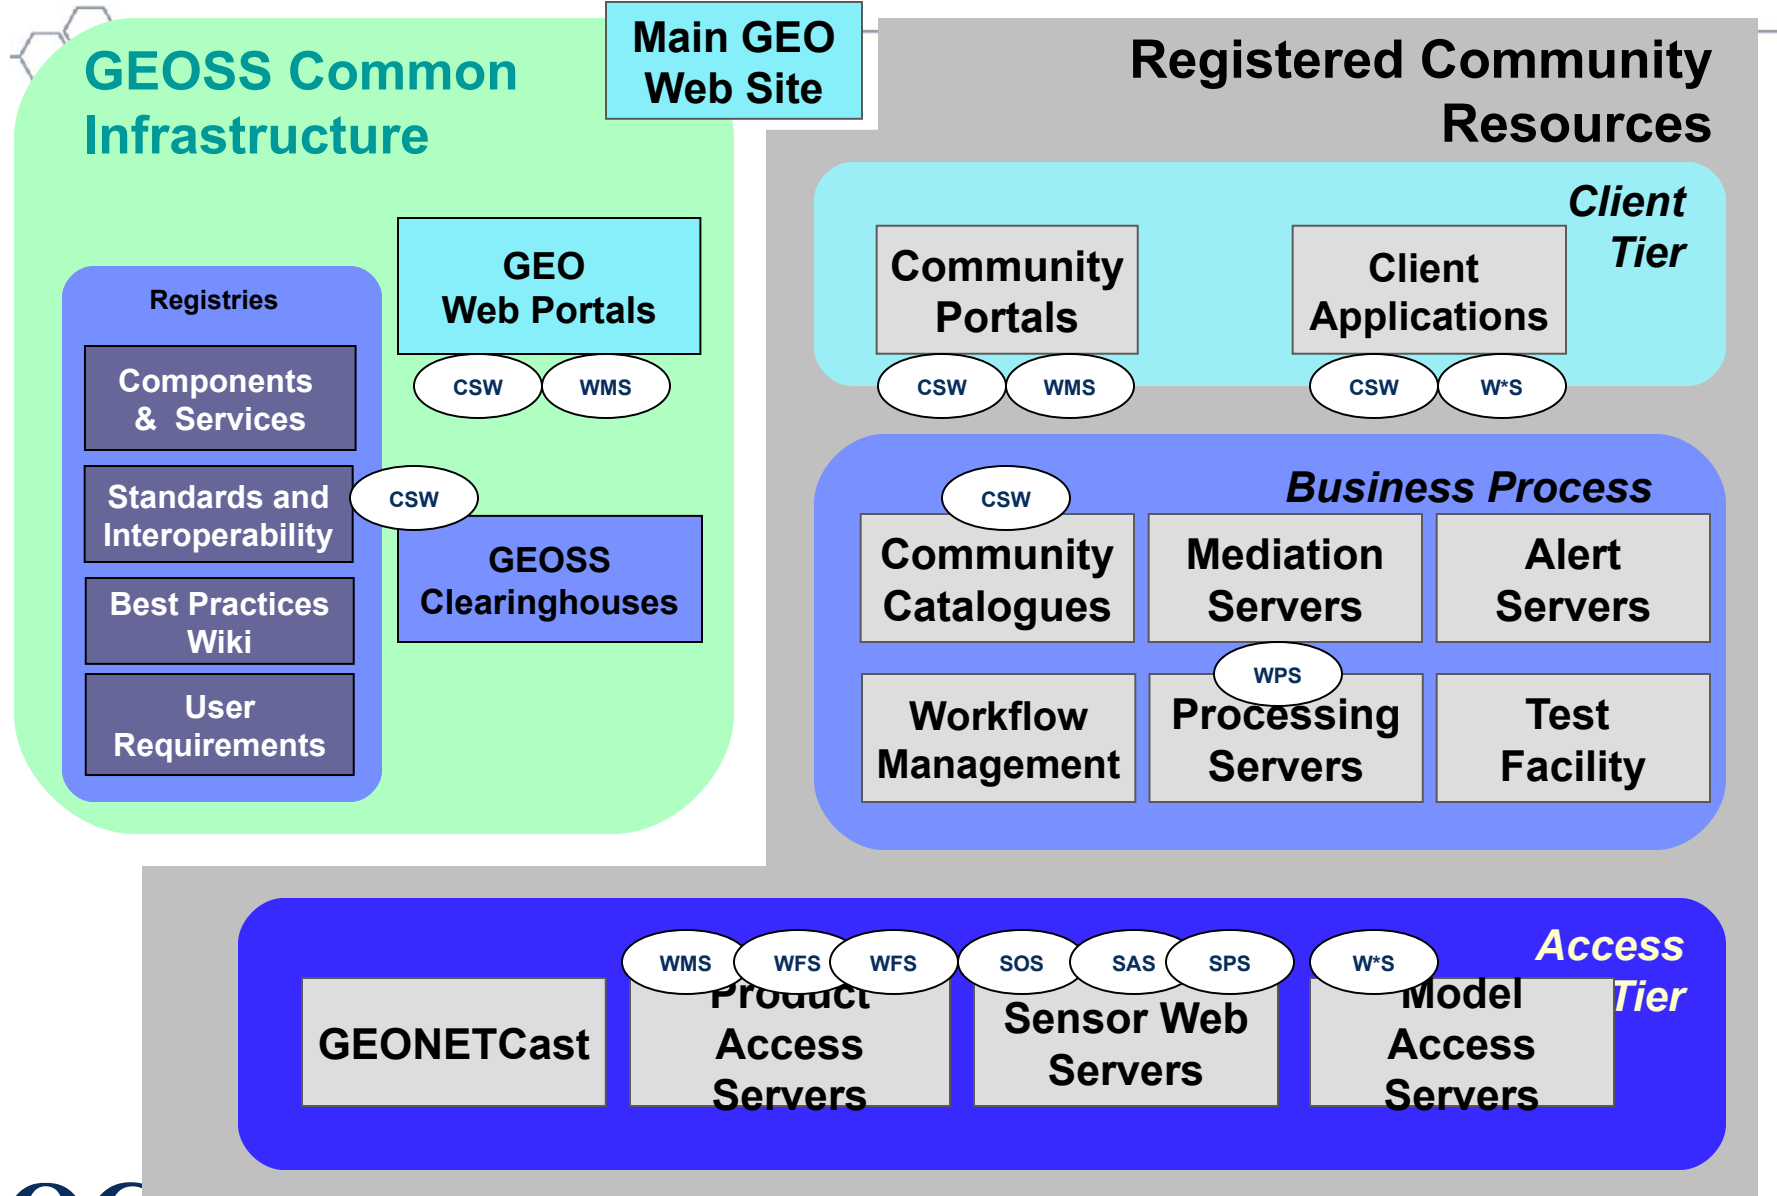 Main GEO
Web Site
GEOSS Common
Infrastructure
Registries
Components
& Services
Standards and
Interoperability
Best Practices
Wiki
User
Requirements
GEO
Web Portals
CSW
WMS
CSW
GEOSS
Clearinghouses
Registered Community
Resources
Client
Tier
Community
Portals
CSW
WMS
Client
Applications
CSW
W*S
Business Process
CSW
Community
Catalogues
Mediation
Servers
Alert
Servers
Workflow
Management
WPS
Processing
Servers
Test
Facility
Access
Tier
GEONETCast
WMS
WFS
WFS
Product
Access
Servers
SOS
SAS
SPS
Sensor Web
Servers
W*S
Model
Access
Servers